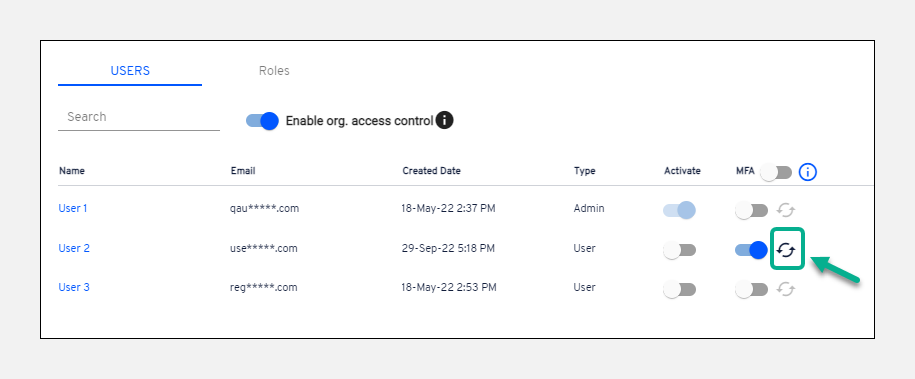 USERS Roles
Search Enable org. access control
Name Email Created Date Type Activate MFA
User 1 qau*****.com 18-May-22 2:37 PM Admin
User 2 use*****.com 29-Sep-22 5:18 PM User
User 3 reg*****.com 18-May-22 2:53 PM User